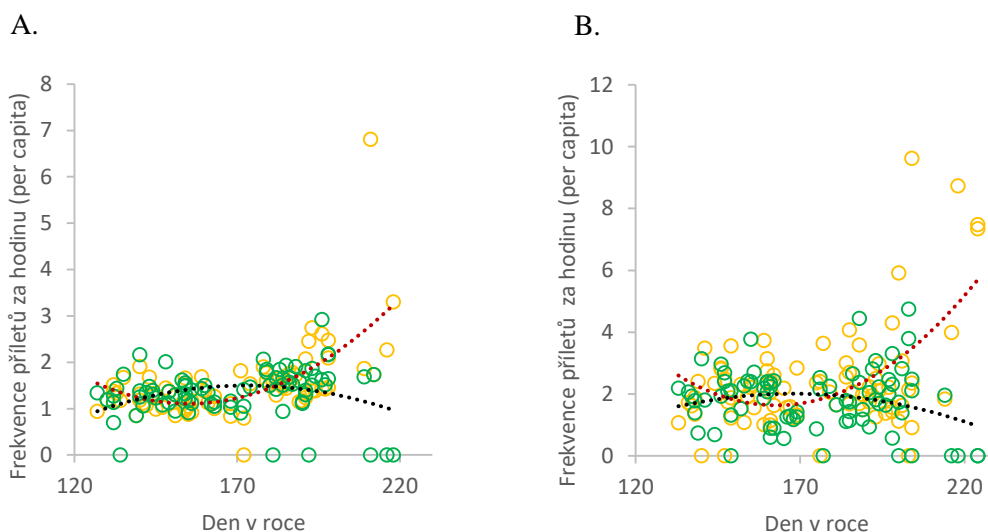 A.
Frekvence příletů za hodinu (per capita)
8
7
6
5
4
3
2
1
0
120 170 220
Den v roce
B.
Frekvence příletů za hodinu (per capita)
12
10
8
6
4
2
0
120 170 220
Den v roce